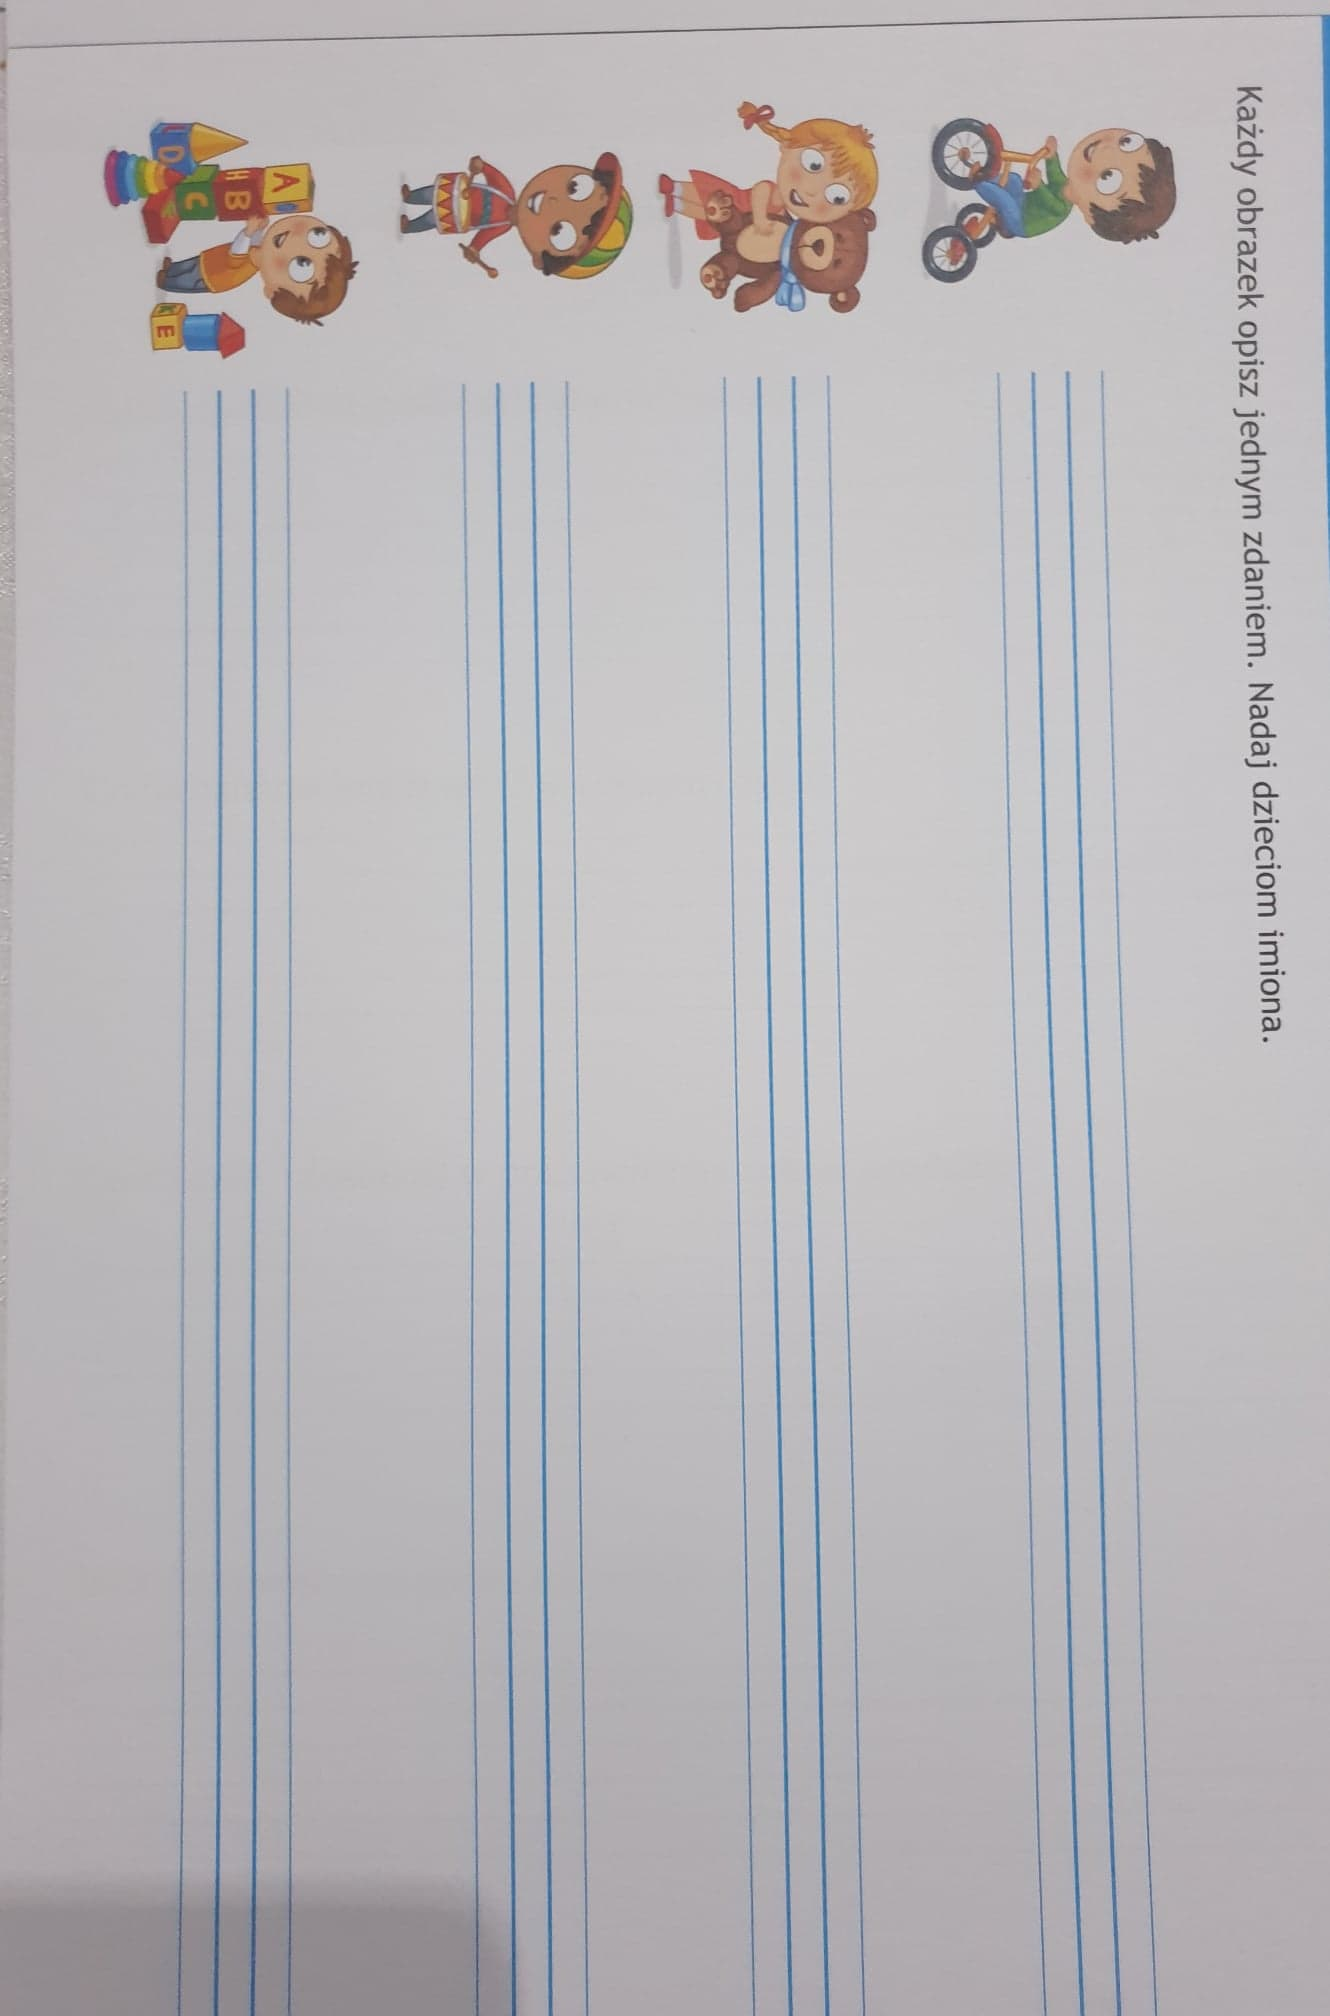 Każdy obrazek opisz jednym zdaniem. Nadaj dzieciom imiona.
A
H B
D C
E